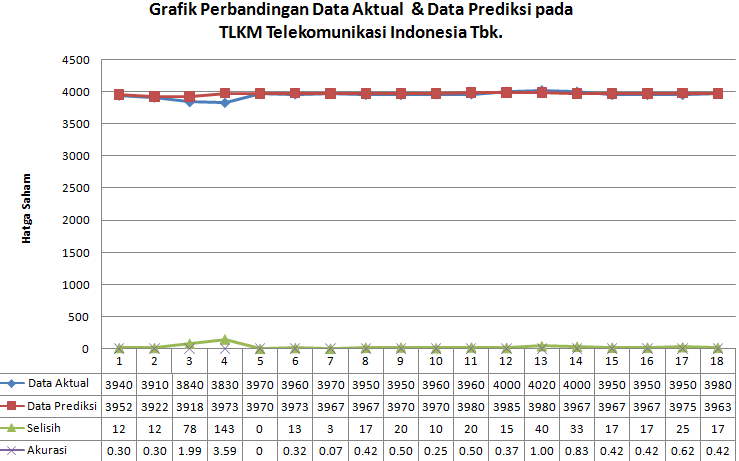 Grafik Perbandingan Data Aktual & Data Prediksi pada
TLKM Telekomunikasi Indonesia Tbk.
4500
4000
3500
3000
2500
2000
1500
1000
500
0
Hatga Saham
1 2 3 4 5 6 7 8 9 10 11 12 13 14 15 16 17 18
Data Aktual 3940 3910 3840 3830 3970 3960 3970 3950 3950 3960 3960 4000 4020 4000 3950 3950 3950 3980
Data Prediksi 3952 3922 3918 3973 3970 3973 3967 3967 3970 3970 3980 3985 3980 3967 3967 3967 3975 3963
Selisih 12 12 78 143 0 13 3 17 20 10 20 15 40 33 17 17 25 17
Akurasi 0.30 0.30 1.99 3.59 0 0.32 0.07 0.42 0.50 0.25 0.50 0.37 1.00 0.83 0.42 0.42 0.62 0.42